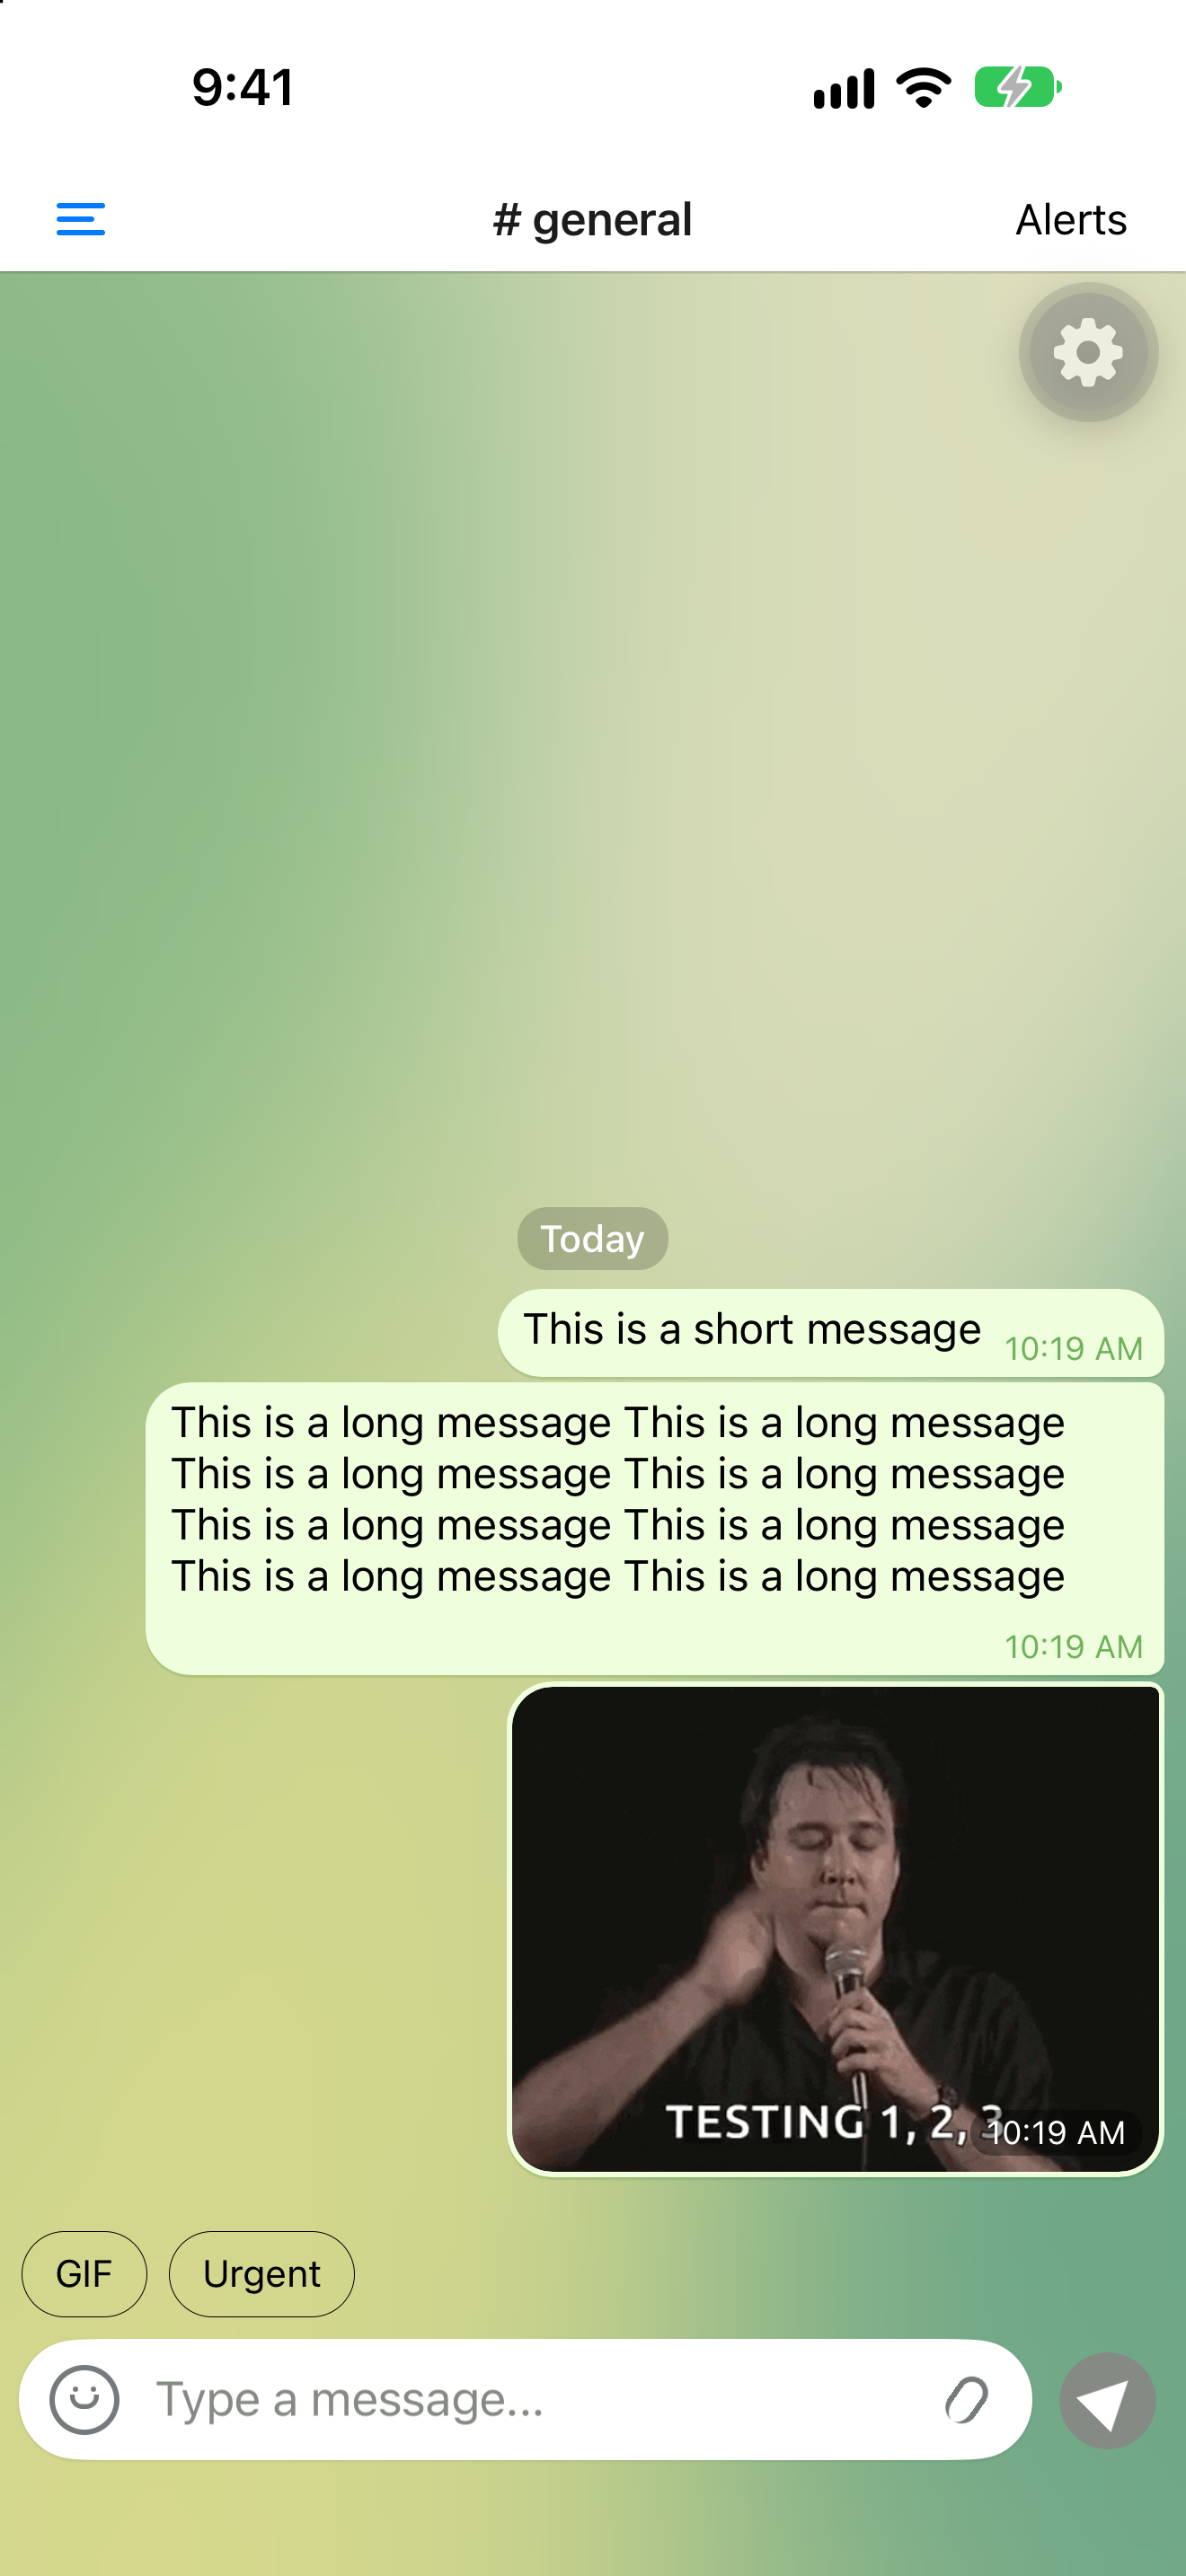 9:41
# general
Alerts
Today
This is a short message
10:19 AM
This is a long message This is a long message
This is a long message This is a long message
This is a long message This is a long message
This is a long message This is a long message
10:19 AM
TESTING 1, 2, 3
10:19 AM
GIF
Urgent
Type a message...